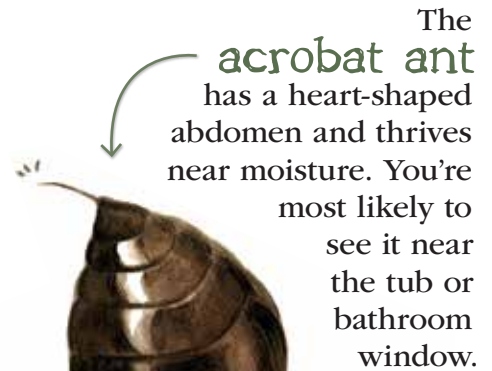 The
acrobat ant
has a heart-shaped
abdomen and thrives
near moisture. You’re
most likely to
see it near
the tub or
bathroom
window.